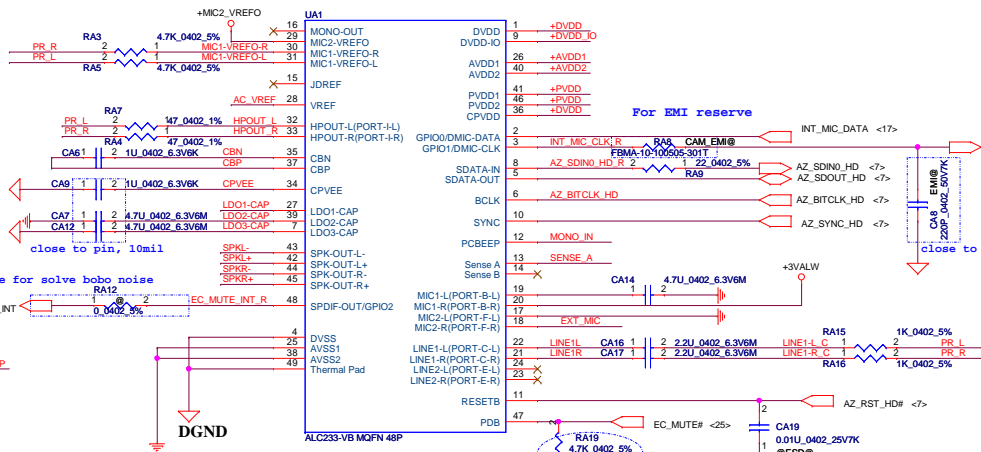 +MIC2_VREFO
UA1
RA3
4.7K_0402_5%
PR_R 2 1 MIC1-VREFO-R
PR_L 2 1 MIC1-VREFO-L
RA5
4.7K_0402_5%
16 MONO-OUT
29 MIC2-VREFO
30 MIC1-VREFO-R
31 MIC1-VREFO-L
15 JDREF
AC_VREF 28 VREF
RA7
PR_L 2 1 47_0402_1% HPOUT_L 32 HPOUT-L(PORT-I-L)
PR_R 2 1 HPOUT_R 33 HPOUT-R(PORT-I-R)
RA4 47_0402_1%
CA6 1 2 1U_0402_6.3V6K CBN 35 CBN
CBP 37 CBP
CA9 1 2 1U_0402_6.3V6K CPVEE 34 CPVEE
LDO1-CAP 27 LDO1-CAP
CA7 1 2 4.7U_0402_6.3V6M LDO2-CAP 39 LDO2-CAP
CA12 1 2 4.7U_0402_6.3V6M LDO3-CAP 7 LDO3-CAP
close to pin, 10mil
SPKL- 43 SPK-OUT-L-
SPKL+ 42 SPK-OUT-L+
SPKR- 44 SPK-OUT-R-
SPKR+ 45 SPK-OUT-R+
e for solve bobo noise
RA12
_INT 1 @ 2 EC_MUTE_INT_R 48 SPDIF-OUT/GPIO2
0_0402_5%
4 DVSS
25 AVSS1
38 AVSS2
49 Thermal Pad
P
DGND
ALC233-VB MQFN 48P
DVDD 1 +DVDD
DVDD-IO 9 +DVDD_IO
AVDD1 26 +AVDD1
AVDD2 40 +AVDD2
PVDD1 41 +PVDD
PVDD2 46 +PVDD
CPVDD 36 +DVDD
For EMI reserve
GPIO0/DMIC-DATA 2 INT_MIC_DATA <17>
GPIO1/DMIC-CLK 3 INT_MIC_CLK_R RA8 CAM_EMI@
FBMA-10-100505-301T
SDATA-IN 8 AZ_SDIN0_HD_R 2 1 22_0402_5% AZ_SDIN0_HD <7>
SDATA-OUT 5 RA9 AZ_SDOUT_HD <7>
BCLK 6 AZ_BITCLK_HD AZ_BITCLK_HD <7>
SYNC 10 AZ_SYNC_HD <7>
EMI@
CA8
220P_0402_50V7K
close to
PCBEEP 12 MONO_IN
Sense A 13 SENSE_A
Sense B 14
+3VALW
MIC1-L(PORT-B-L) 19 CA14 1 2 4.7U_0402_6.3V6M
MIC1-R(PORT-B-R) 20
MIC2-L(PORT-F-L) 17
MIC2-R(PORT-F-R) 18 EXT_MIC
RA15 1K_0402_5%
LINE1-L(PORT-C-L) 22 LINE1L CA16 1 2 2.2U_0402_6.3V6M LINE1-L_C 1 2 PR_L
LINE1-R(PORT-C-R) 21 LINE1R CA17 1 2 2.2U_0402_6.3V6M LINE1-R_C 1 2 PR_R
RA16 1K_0402_5%
LINE2-L(PORT-E-L) 24
LINE2-R(PORT-E-R) 23
RESETB 11 AZ_RST_HD# <7>
PDB 47 EC_MUTE# <25>
2
RA19
4.7K_0402_5%
2
CA19
0.01U_0402_25V7K
1 @ESD@